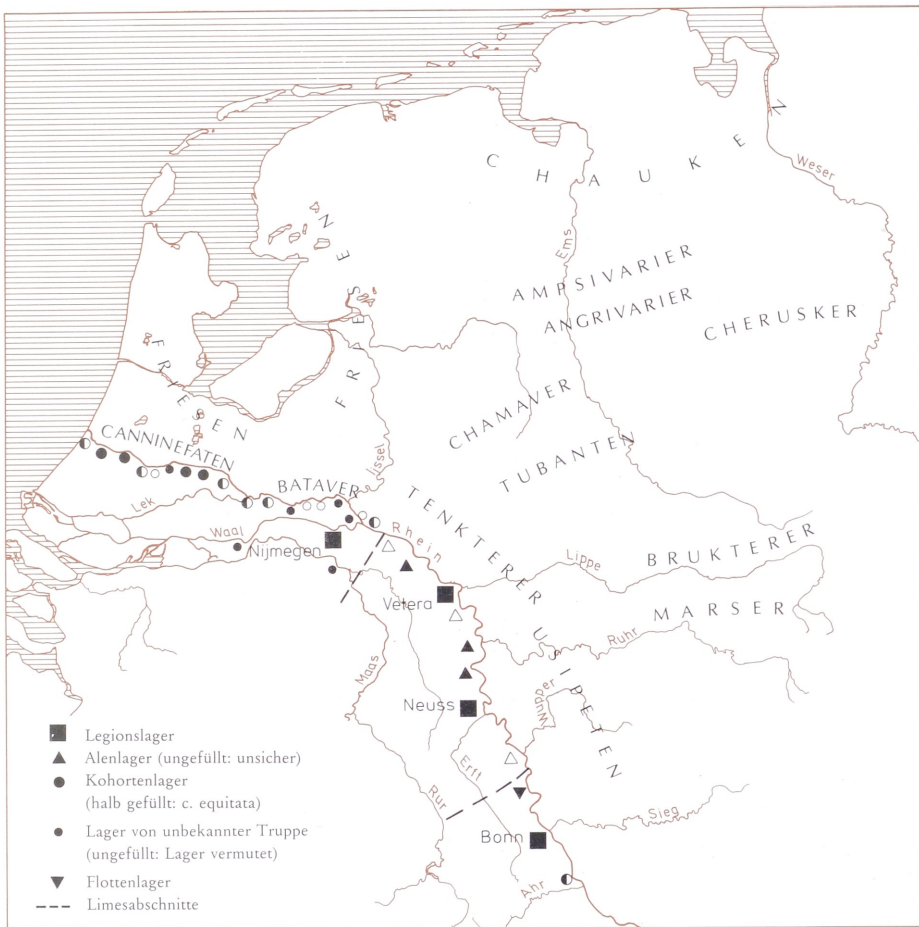 CHAUKEN
Weser
Ems
FRIESEN
AMPSIVARIER
ANGRIVARIER
CHERUSKER
FRIESEN
CHAMAVER
CANNINEFATEN
TUBANTEN
Ijssel
BATAVER
Lek
TENKTERER
Waal
Rhein
Nijmegen
BRUKTERER
Lippe
Vetera
MARSER
Ruhr
USIPETEN
Maas
Wupper
Neuss
Erft
Rur
Sieg
Bonn
Ahr
Legionslager
Alenlager (ungefüllt: unsicher)
Kohortenlager
(halb gefüllt: c. equitata)
Lager von unbekannter Truppe
(ungefüllt: Lager vermutet)
Flottenlager
Limesabschnitte